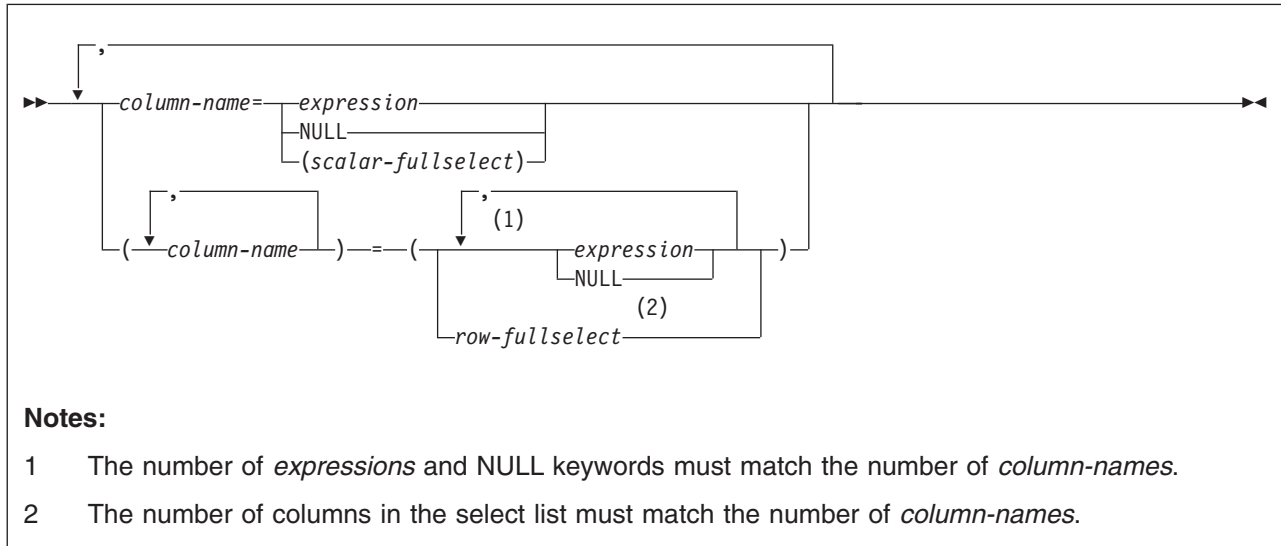 ,
column-name= expression
NULL
(scalar-fullselect)
, ,
(1)
( column-name ) = ( expression )
NULL
(2)
row-fullselect
Notes:
1 The number of expressions and NULL keywords must match the number of column-names.
2 The number of columns in the select list must match the number of column-names.